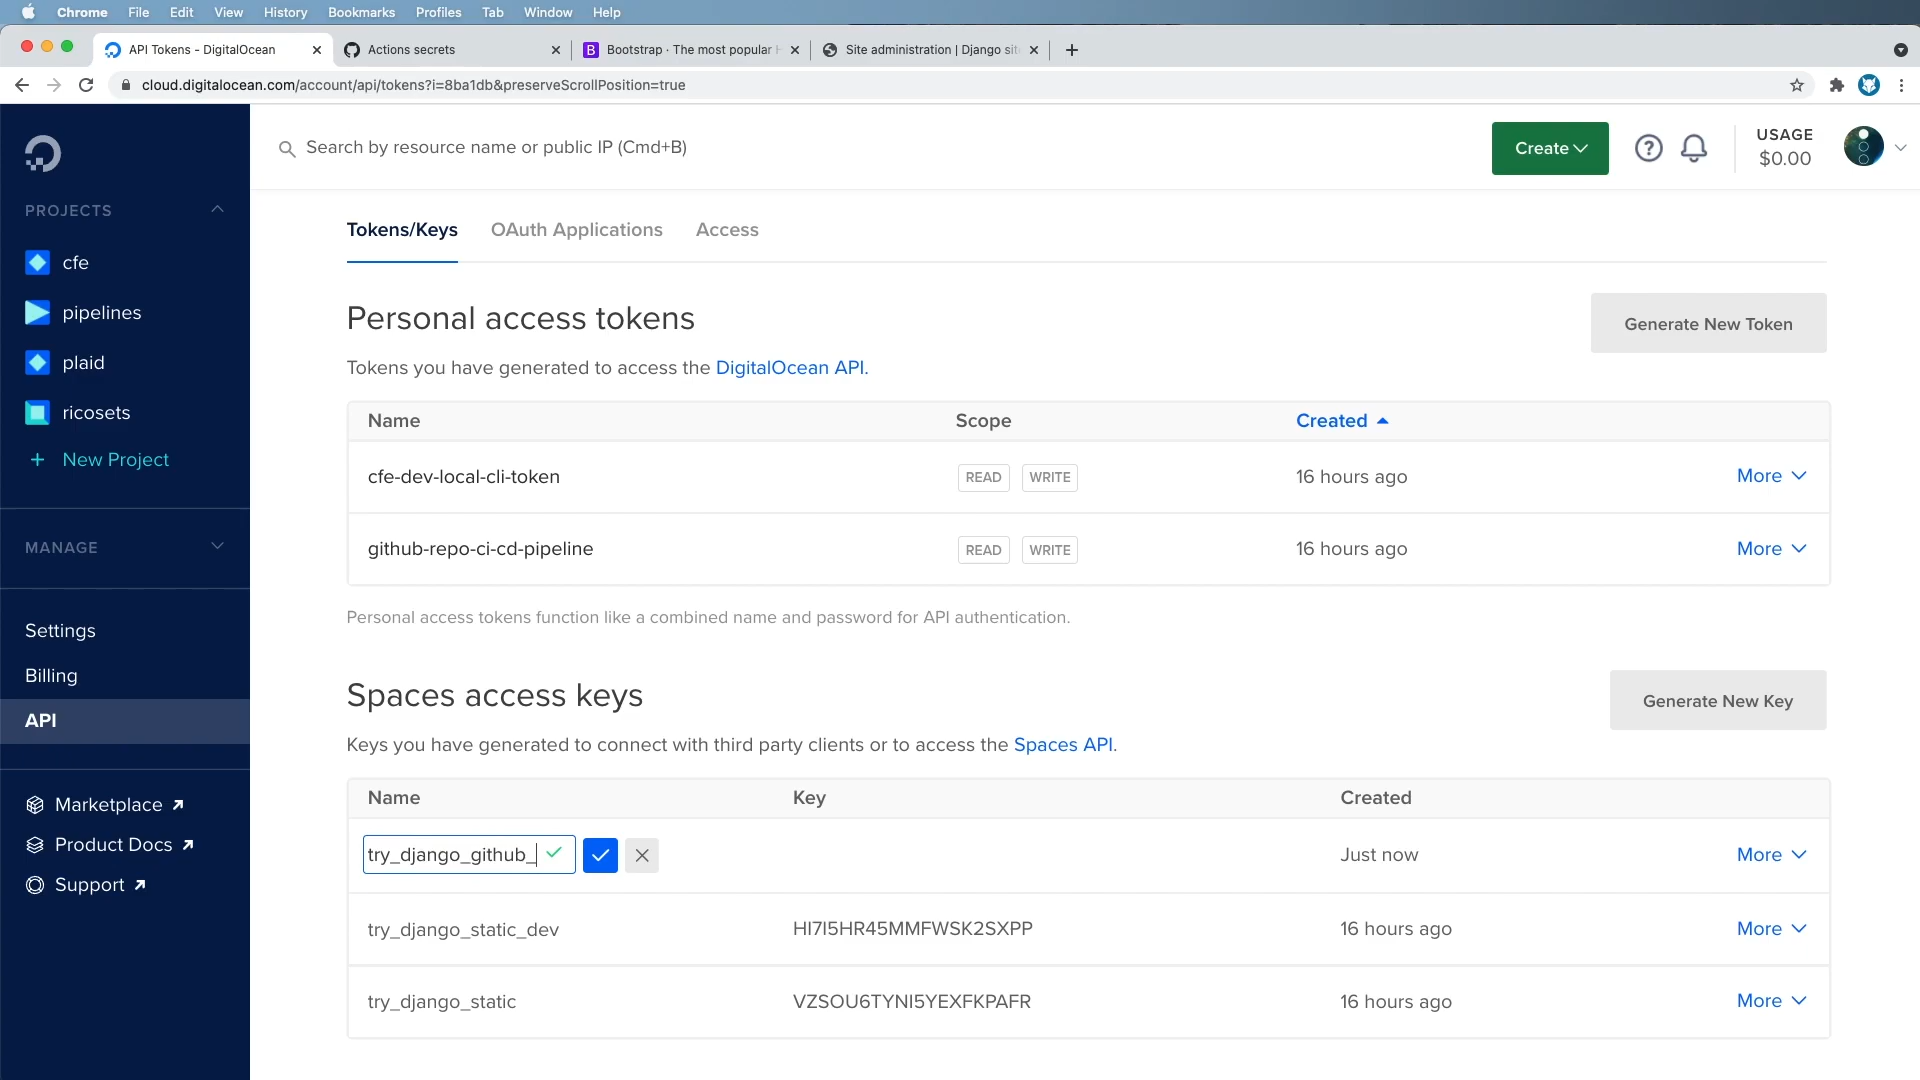 Chrome File Edit View History Bookmarks Profiles Tab Window Help
API Tokens - DigitalOcean Actions secrets Bootstrap · The most popular Site administration | Django
cloud.digitalocean.com/account/api/tokens?i=8ba1db&preserveScrollPosition=true
Search by resource name or public IP (Cmd+B)
Create
USAGE
$0.00
PROJECTS
cfe
pipelines
plaid
ricosets
+ New Project
MANAGE
Settings
Billing
API
Marketplace
Product Docs
Support
Tokens/Keys OAuth Applications Access
Personal access tokens
Generate New Token
Tokens you have generated to access the DigitalOcean API.
Name Scope Created
cfe-dev-local-cli-token READ WRITE 16 hours ago More
github-repo-ci-cd-pipeline READ WRITE 16 hours ago More
Personal access tokens function like a combined name and password for API authentication.
Spaces access keys
Generate New Key
Keys you have generated to connect with third party clients or to access the Spaces API.
Name Key Created
try_django_github_ Just now More
try_django_static_dev HI7I5HR45MMFWSK2SXPP 16 hours ago More
try_django_static VZSOU6TYNI5YEXFKPAFR 16 hours ago More